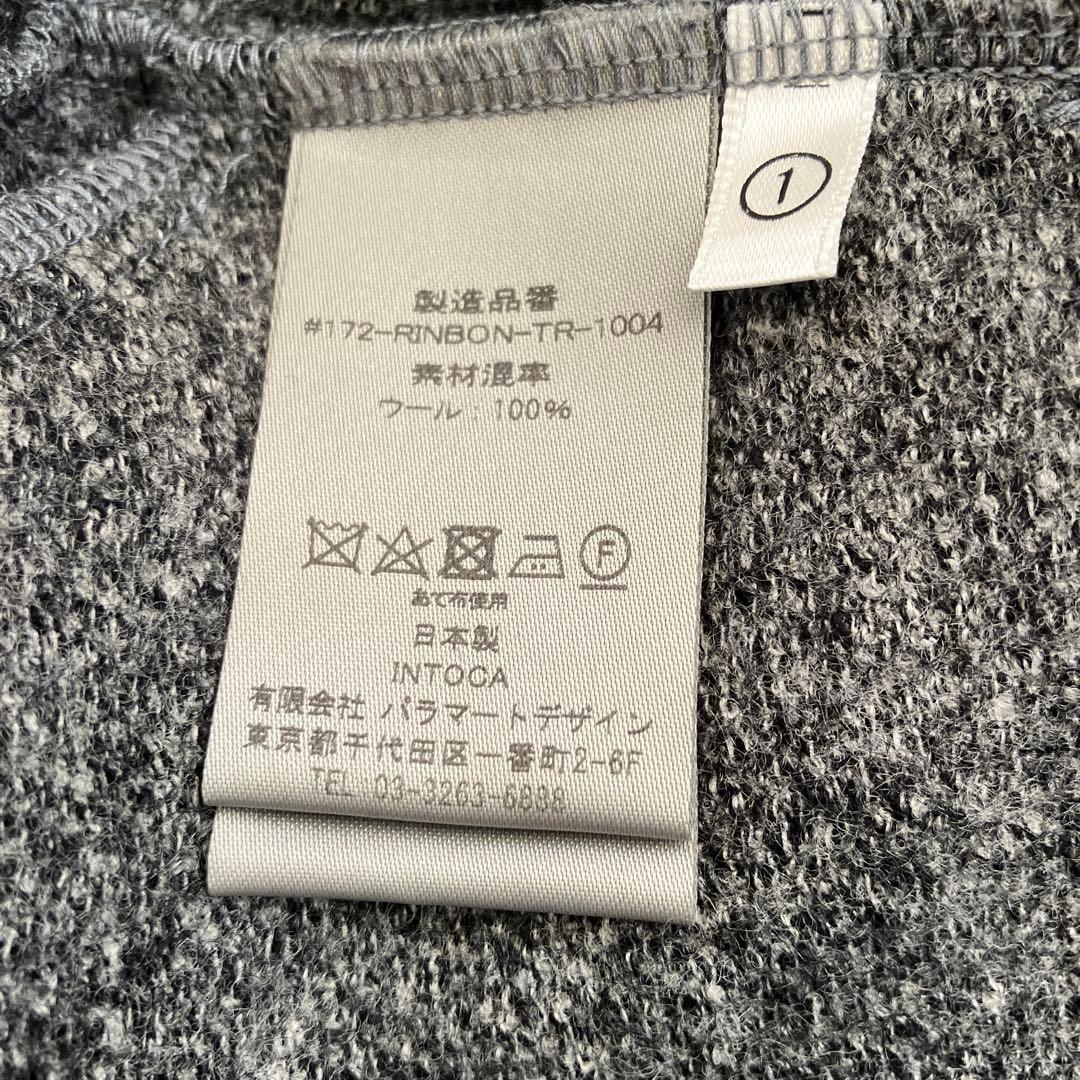 ①
製造品番
#172-RINBON-TR-1004
素材混率
ウール：100%
F
あて布使用
日本製
INTOCA
有限会社 パラマートデザイン
東京都千代田区一番町2-6F
TEL 03-3263-6888